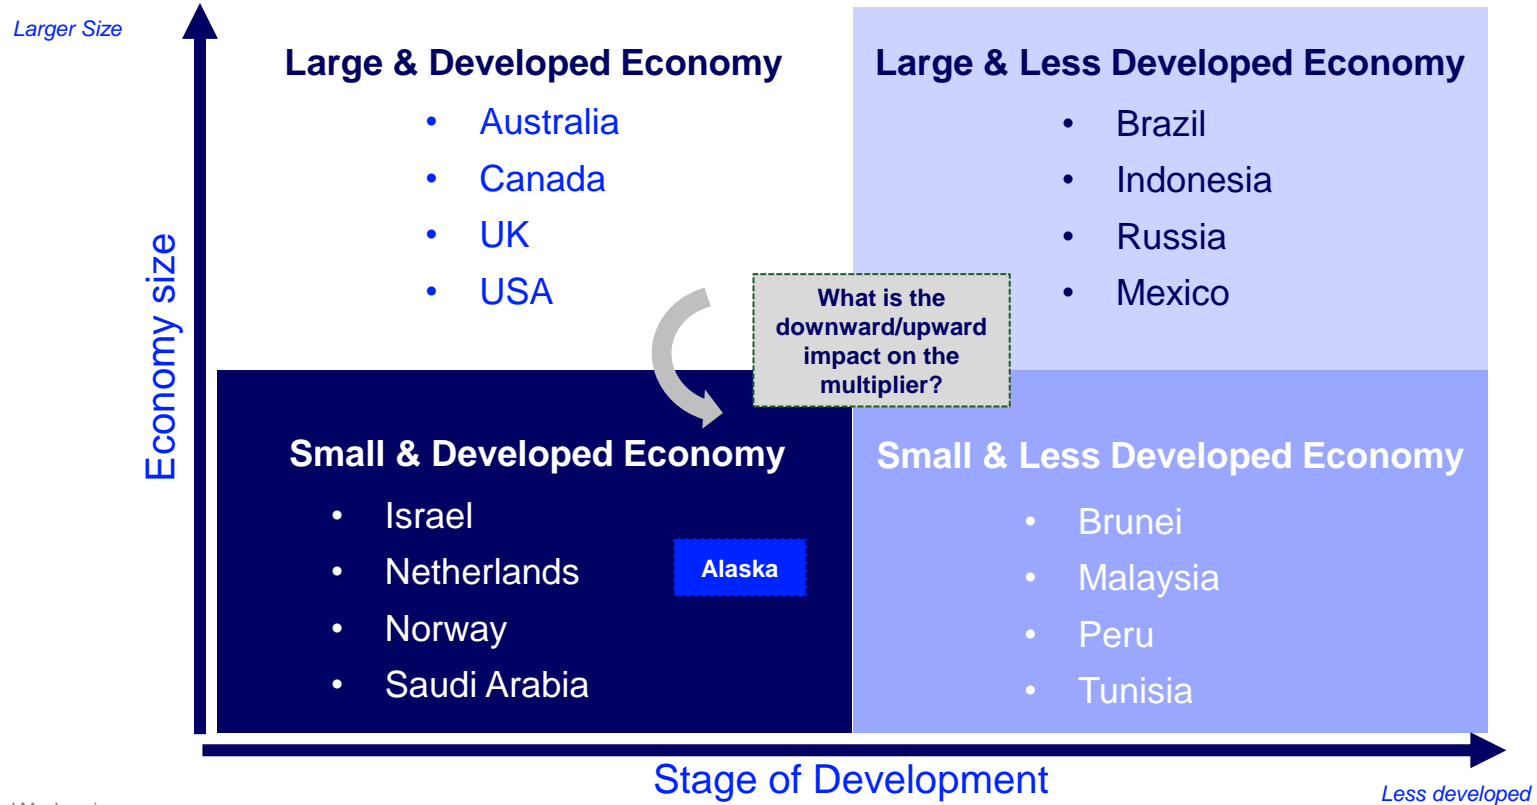 Larger Size
Large & Developed Economy
• Australia
• Canada
• UK
• USA
Large & Less Developed Economy
• Brazil
• Indonesia
• Russia
• Mexico
What is the
downward/upward
impact on the
multiplier?
Economy size
Small & Developed Economy
• Israel
• Netherlands
• Norway
• Saudi Arabia
Alaska
Small & Less Developed Economy
• Brunei
• Malaysia
• Peru
• Tunisia
Stage of Development
Less developed